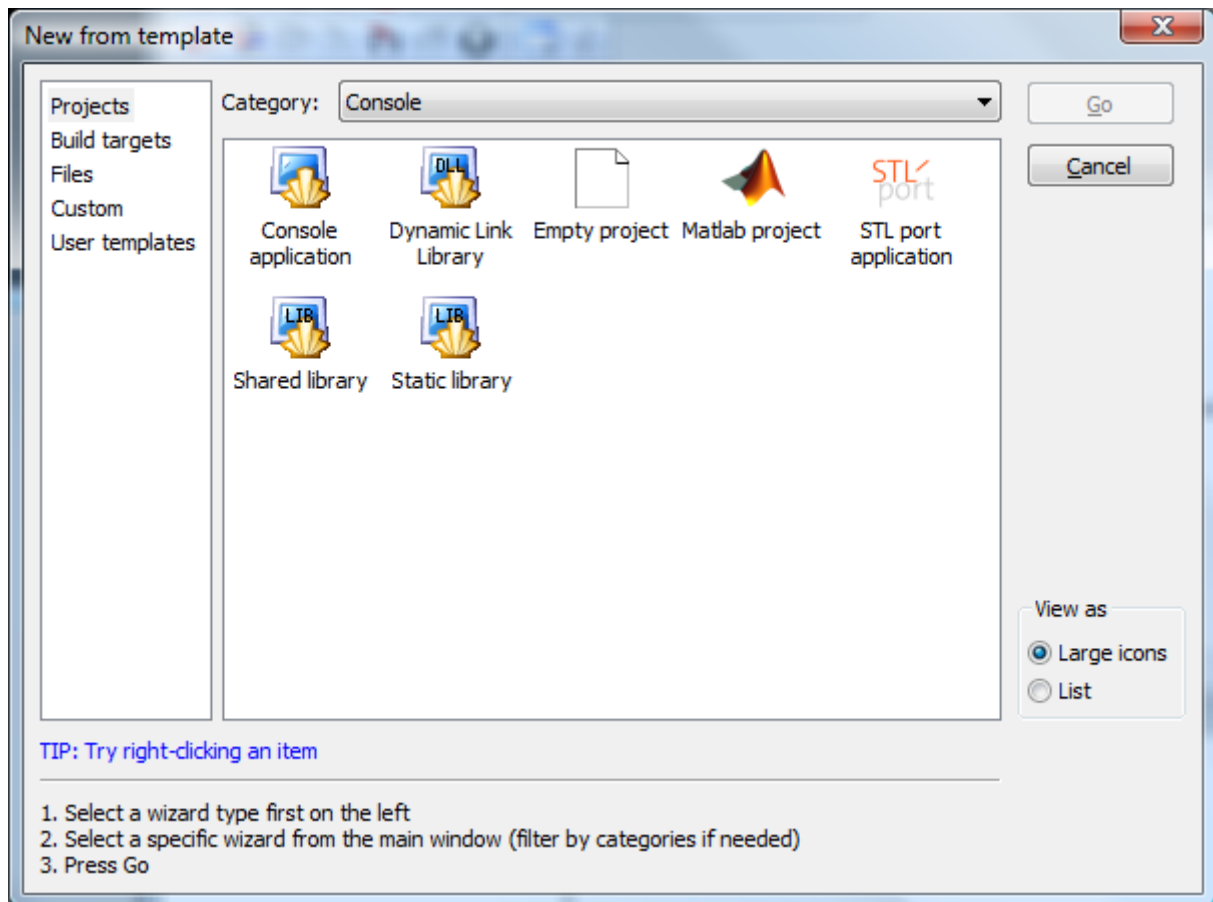 New from template
Projects
Build targets
Files
Custom
User templates
Category: Console
Go
Cancel
DLL
STL
port
Console
application
Dynamic Link
Library
Empty project
Matlab project
STL port
application
LIB
LIB
Shared library
Static library
View as
Large icons
List
TIP: Try right-clicking an item
1. Select a wizard type first on the left
2. Select a specific wizard from the main window (filter by categories if needed)
3. Press Go